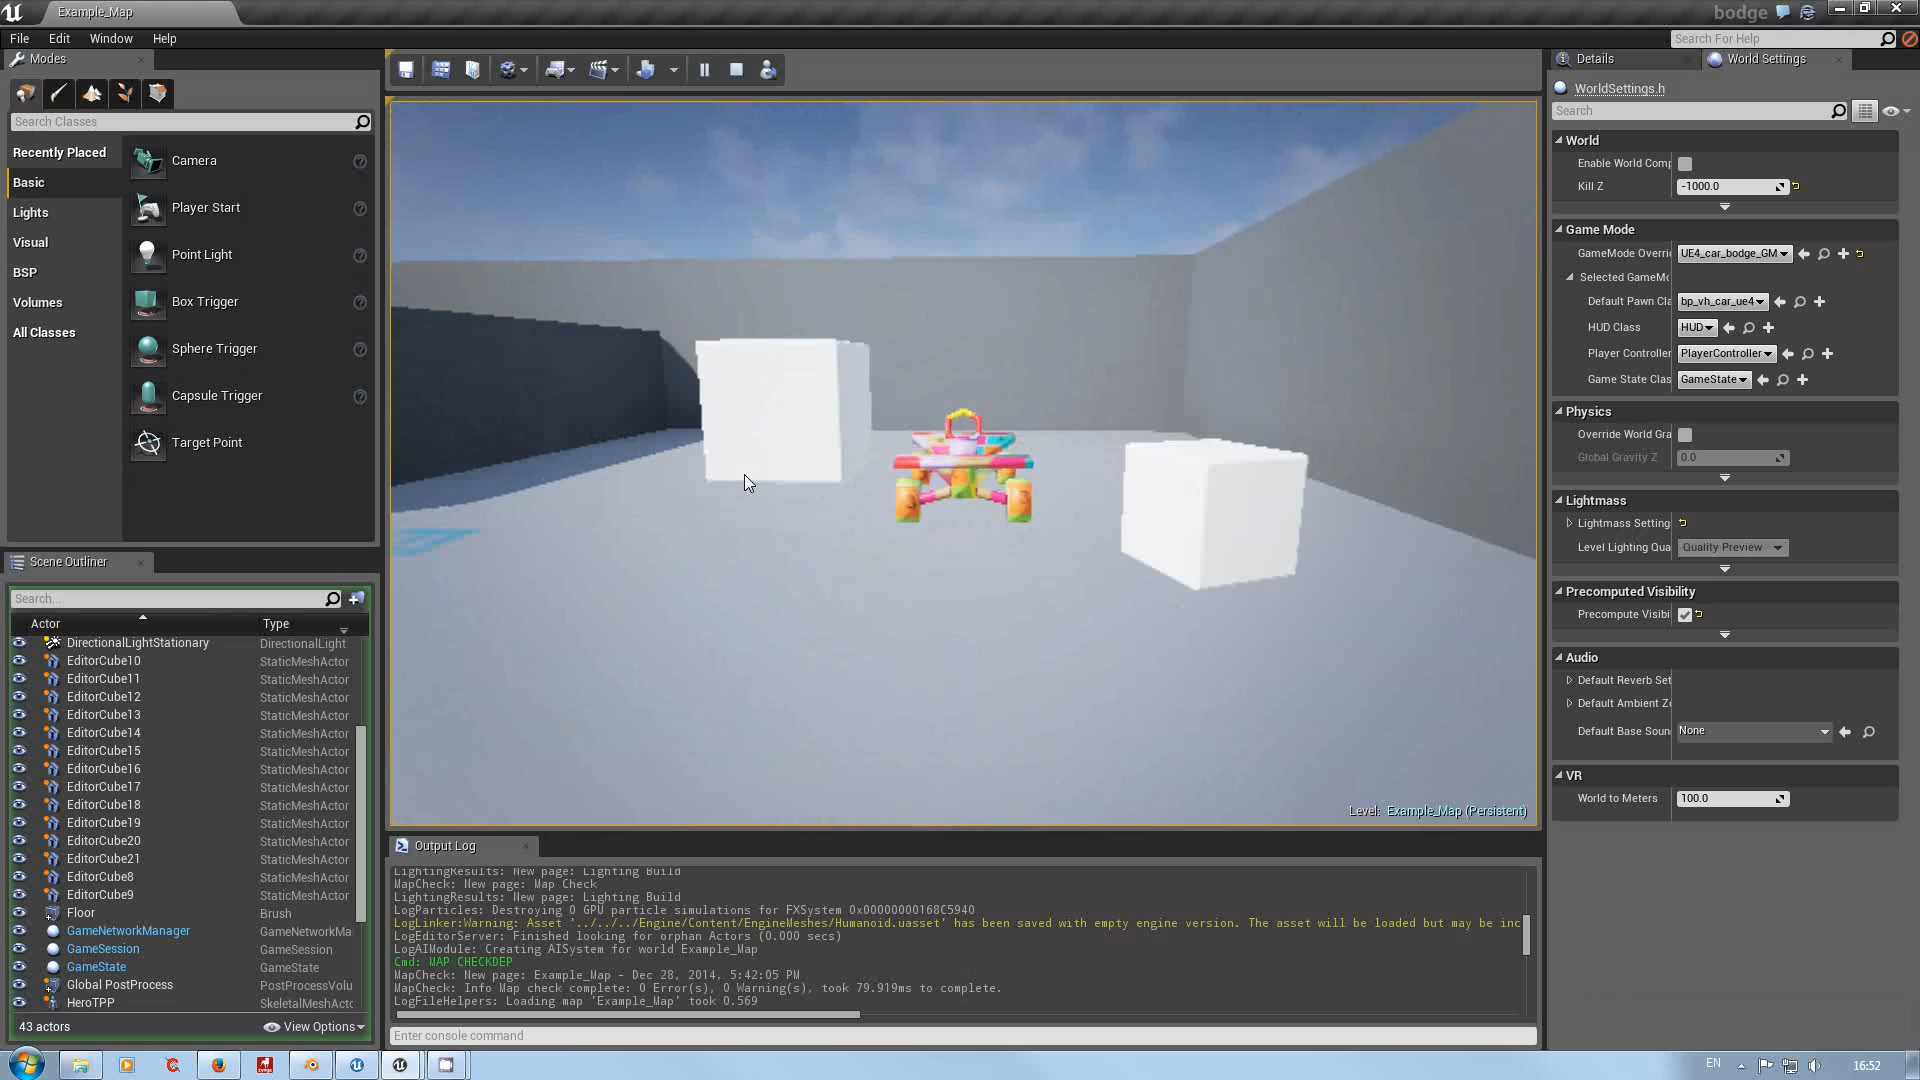 Example_Map
bodge
File Edit Window Help
Search For Help
Modes
Search Classes
Recently Placed
Basic
Lights
Visual
BSP
Volumes
All Classes
Camera
Player Start
Point Light
Box Trigger
Sphere Trigger
Capsule Trigger
Target Point
Scene Outliner
Search...
Actor Type
DirectionalLightStationary DirectionalLight
EditorCube10 StaticMeshActor
EditorCube11 StaticMeshActor
EditorCube12 StaticMeshActor
EditorCube13 StaticMeshActor
EditorCube14 StaticMeshActor
EditorCube15 StaticMeshActor
EditorCube16 StaticMeshActor
EditorCube17 StaticMeshActor
EditorCube18 StaticMeshActor
EditorCube19 StaticMeshActor
EditorCube20 StaticMeshActor
EditorCube21 StaticMeshActor
EditorCube8 StaticMeshActor
EditorCube9 StaticMeshActor
Floor Brush
GameNetworkManager GameNetworkMa
GameSession GameSession
GameState GameState
Global PostProcess PostProcessVolu
HeroTPP SkeletalMeshActo
43 actors View Options
Level: Example_Map (Persistent)
Output Log
LightingResults: New page: Lighting Build
MapCheck: New page: Map Check
LightingResults: New page: Lighting Build
LogParticles: Destroying 0 GPU particle simulations for FXSystem 0x00000000168C5940
LogLinker:Warning: Asset '../../../Engine/Content/EngineMeshes/Humanoid.uasset' has been saved with empty engine version. The asset will be loaded but may be inc
LogEditorServer: Finished looking for orphan Actors (0.000 secs)
LogAIModule: Creating AISystem for world Example_Map
Cmd: MAP CHECKDEP
MapCheck: New page: Example_Map - Dec 28, 2014, 5:42:05 PM
MapCheck: Info Map check complete: 0 Error(s), 0 Warning(s), took 79.919ms to complete.
LogFileHelpers: Loading map 'Example_Map' took 0.569
Enter console command
Details World Settings
WorldSettings.h
Search
World
Enable World Comp
Kill Z -1000.0
Game Mode
GameMode Overri UE4_car_bodge_GM
Selected GameMo
Default Pawn Cla bp_vh_car_ue4
HUD Class HUD
Player Controller PlayerController
Game State Clas GameState
Physics
Override World Gra
Global Gravity Z 0.0
Lightmass
Lightmass Setting
Level Lighting Qua Quality Preview
Precomputed Visibility
Precompute Visibi
Audio
Default Reverb Set
Default Ambient Zo
Default Base Soun None
VR
World to Meters 100.0
EN 16:52